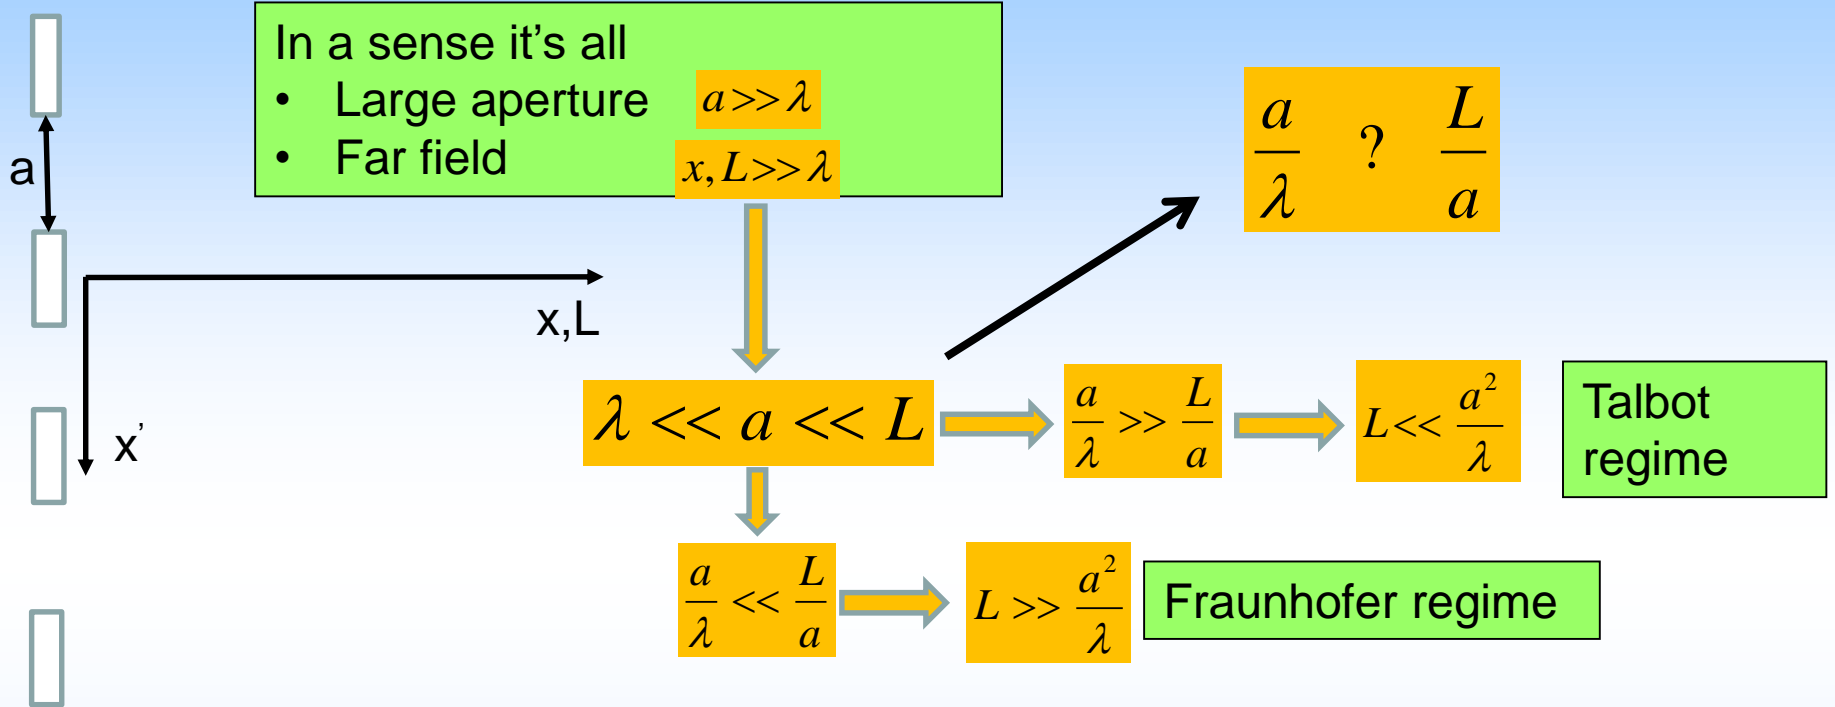 In a sense it's all
• Large aperture a >> λ
• Far field x, L >> λ
a/λ ? L/a
a
x,L
x'
λ << a << L
a/λ >> L/a
L << a²/λ
Talbot
regime
a/λ << L/a
L >> a²/λ
Fraunhofer regime